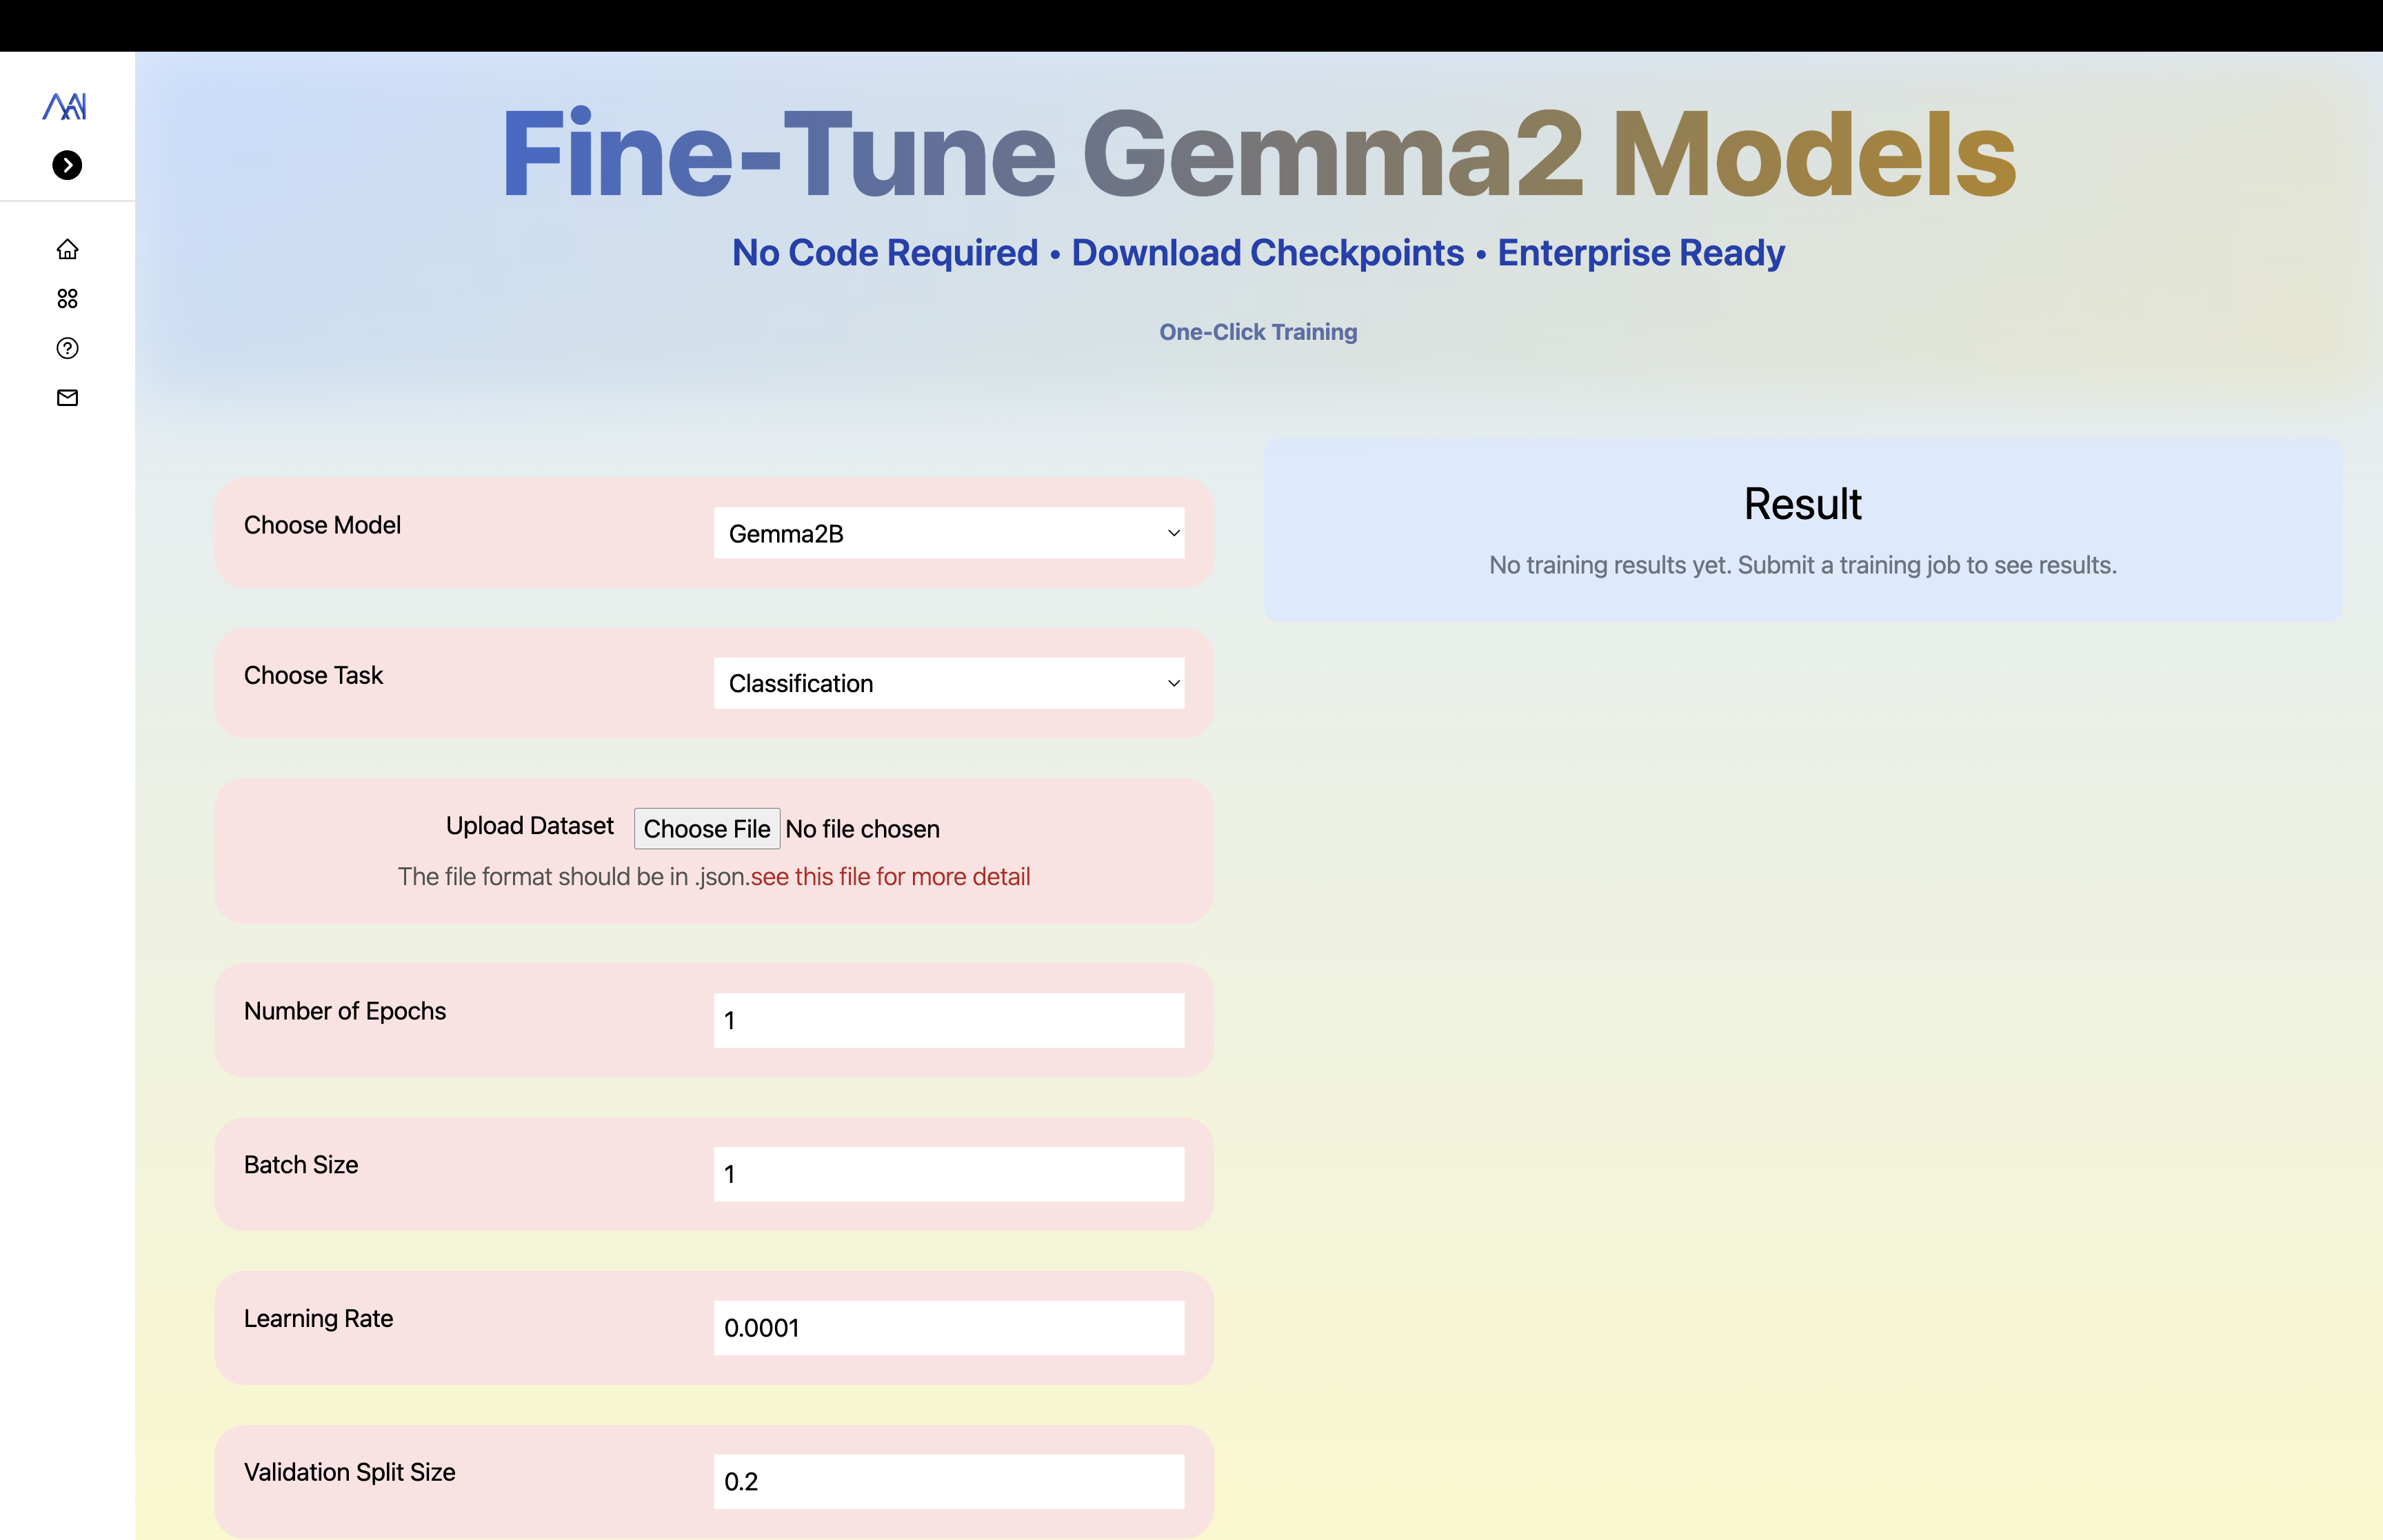 Fine-Tune Gemma2 Models
No Code Required • Download Checkpoints • Enterprise Ready
One-Click Training
Choose Model
Gemma2B
Choose Task
Classification
Upload Dataset Choose File No file chosen
The file format should be in .json.see this file for more detail
Number of Epochs
1
Batch Size
1
Learning Rate
0.0001
Validation Split Size
0.2
Result
No training results yet. Submit a training job to see results.